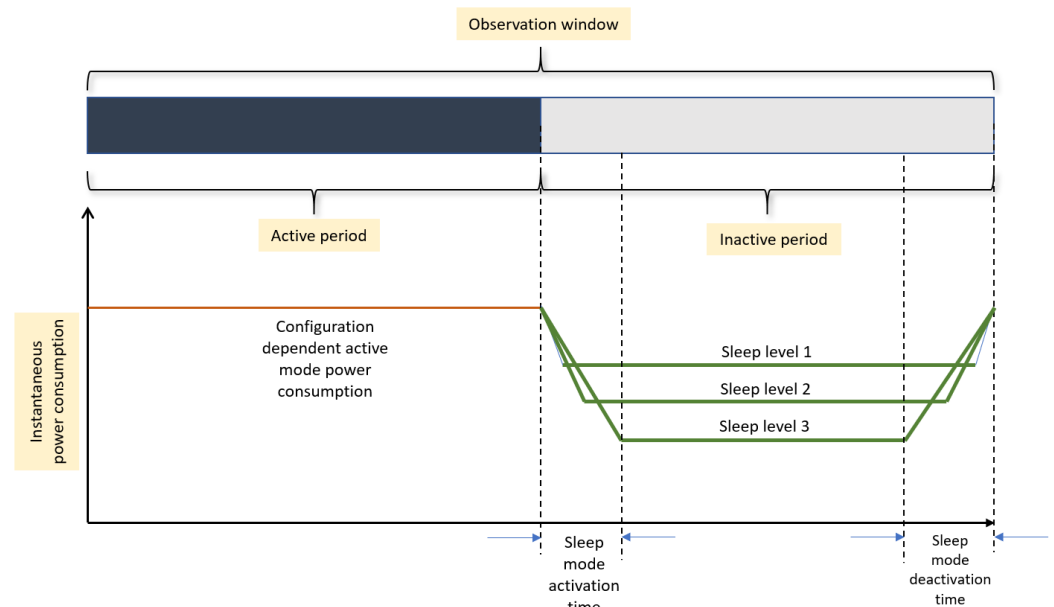 Observation window
Active period
Inactive period
Instantaneous
power consumption
Configuration
dependent active
mode power
consumption
Sleep level 1
Sleep level 2
Sleep level 3
Sleep
mode
activation
time
Sleep
mode
deactivation
time